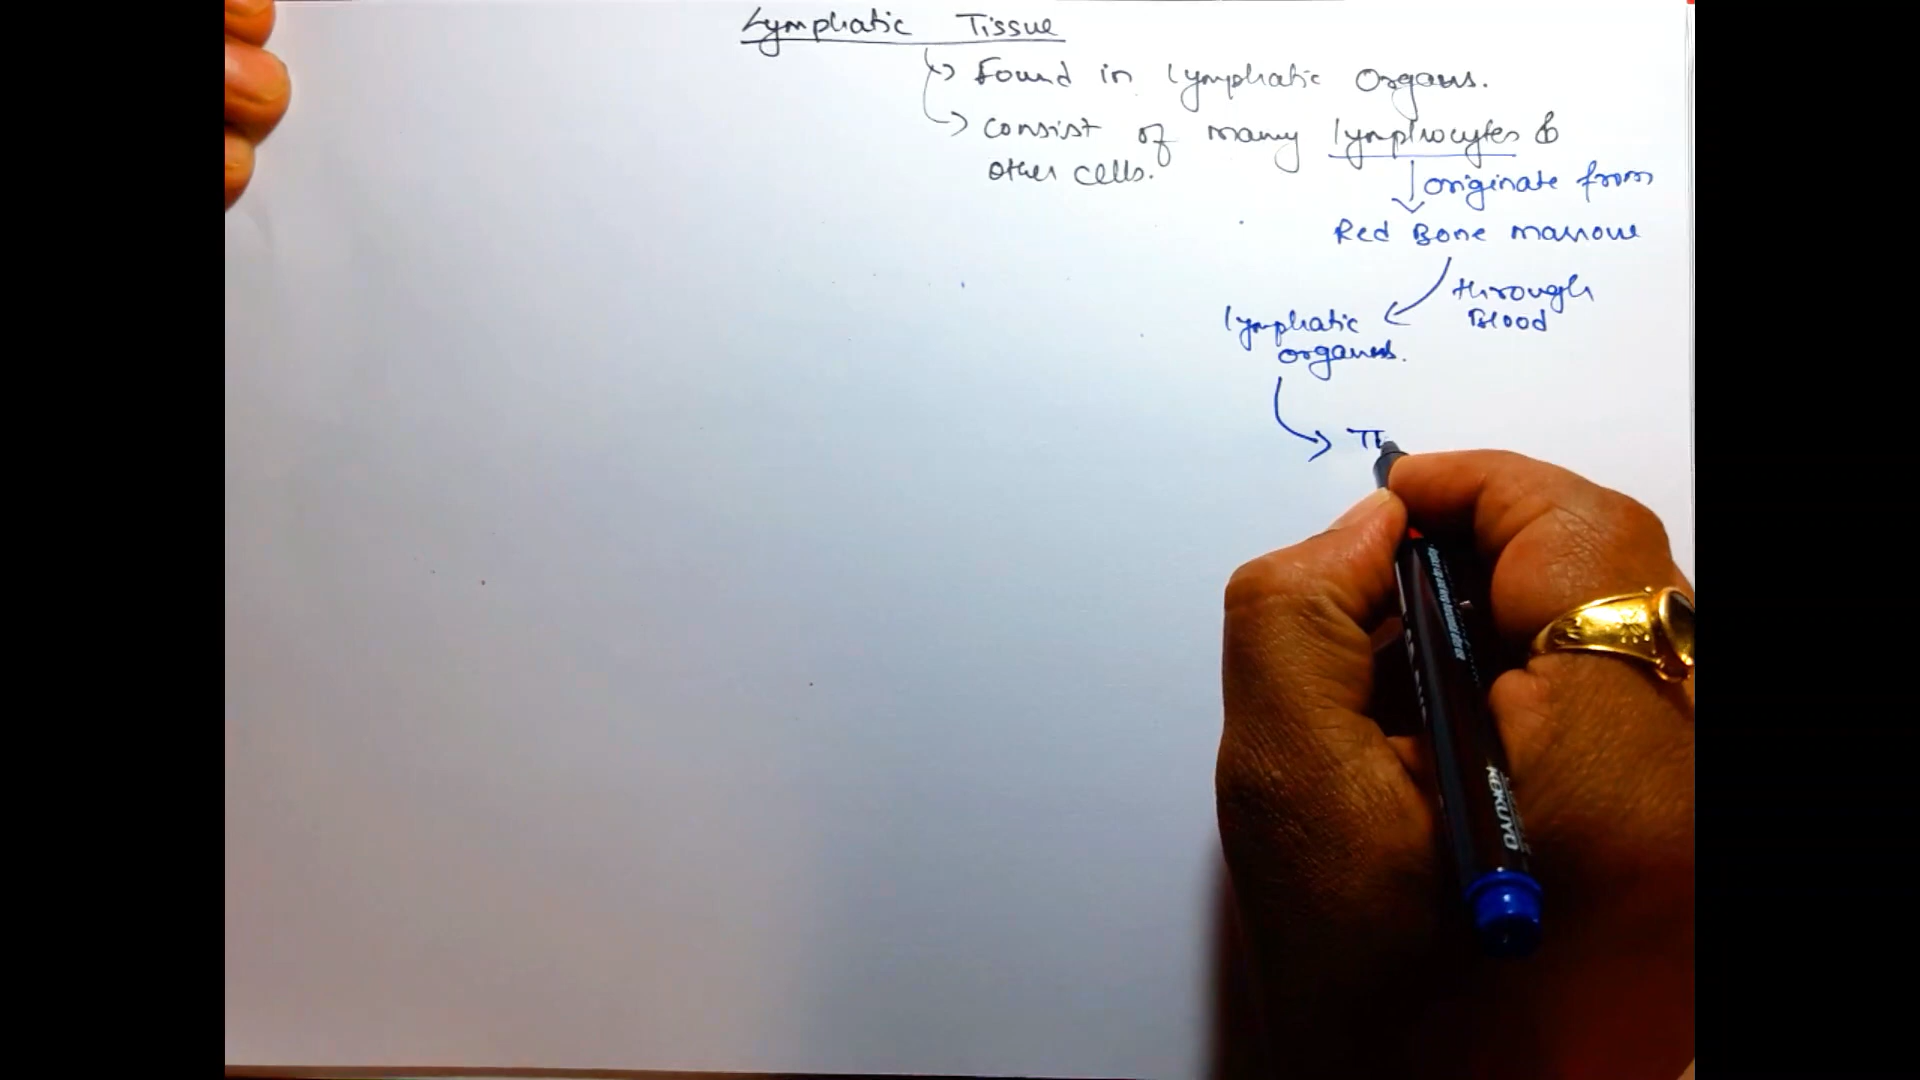 Lymphatic Tissue
→ Found in lymphatic Organs.
→ consist of many lymphocytes &
other cells.
originate from
Red Bone marrow
through
Blood
lymphatic
organs.
KOKUYO